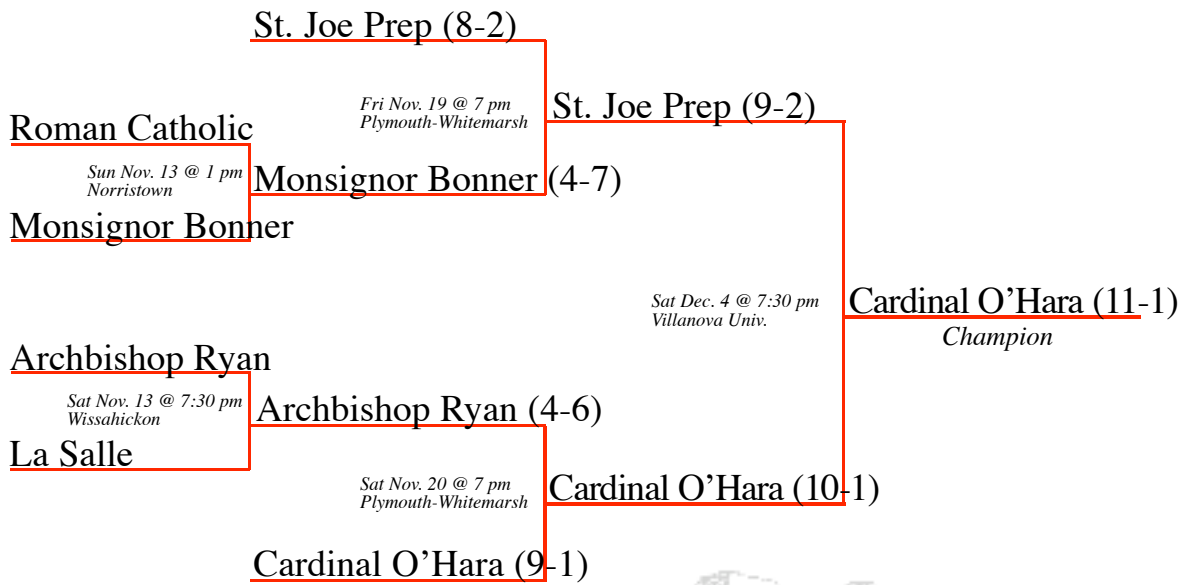 St. Joe Prep (8-2)
Fri Nov. 19 @ 7 pm
Plymouth-Whitemarsh
St. Joe Prep (9-2)
Roman Catholic
Sun Nov. 13 @ 1 pm
Norristown
Monsignor Bonner (4-7)
Monsignor Bonner
Sat Dec. 4 @ 7:30 pm
Villanova Univ.
Cardinal O’Hara (11-1)
Champion
Archbishop Ryan
Sat Nov. 13 @ 7:30 pm
Wissahickon
Archbishop Ryan (4-6)
La Salle
Sat Nov. 20 @ 7 pm
Plymouth-Whitemarsh
Cardinal O’Hara (10-1)
Cardinal O’Hara (9-1)